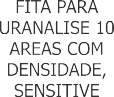 FITA PARA
URANALISE 10
AREAS COM
DENSIDADE,
SENSITIVE